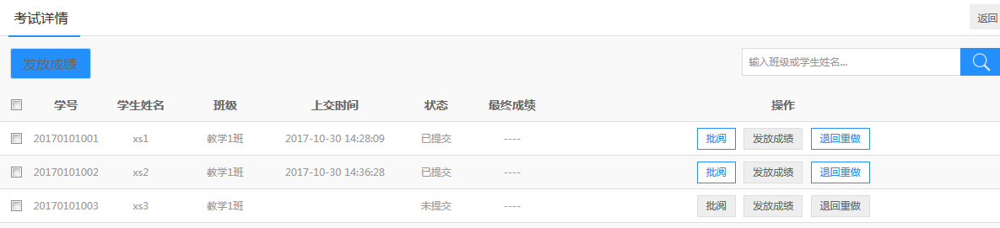 考试详情 返回
发放成绩 输入班级或学生姓名...
学号 学生姓名 班级 上交时间 状态 最终成绩 操作
20170101001 xs1 教学1班 2017-10-30 14:28:09 已提交 ---- 批阅 发放成绩 退回重做
20170101002 xs2 教学1班 2017-10-30 14:36:28 已提交 ---- 批阅 发放成绩 退回重做
20170101003 xs3 教学1班 未提交 ---- 批阅 发放成绩 退回重做